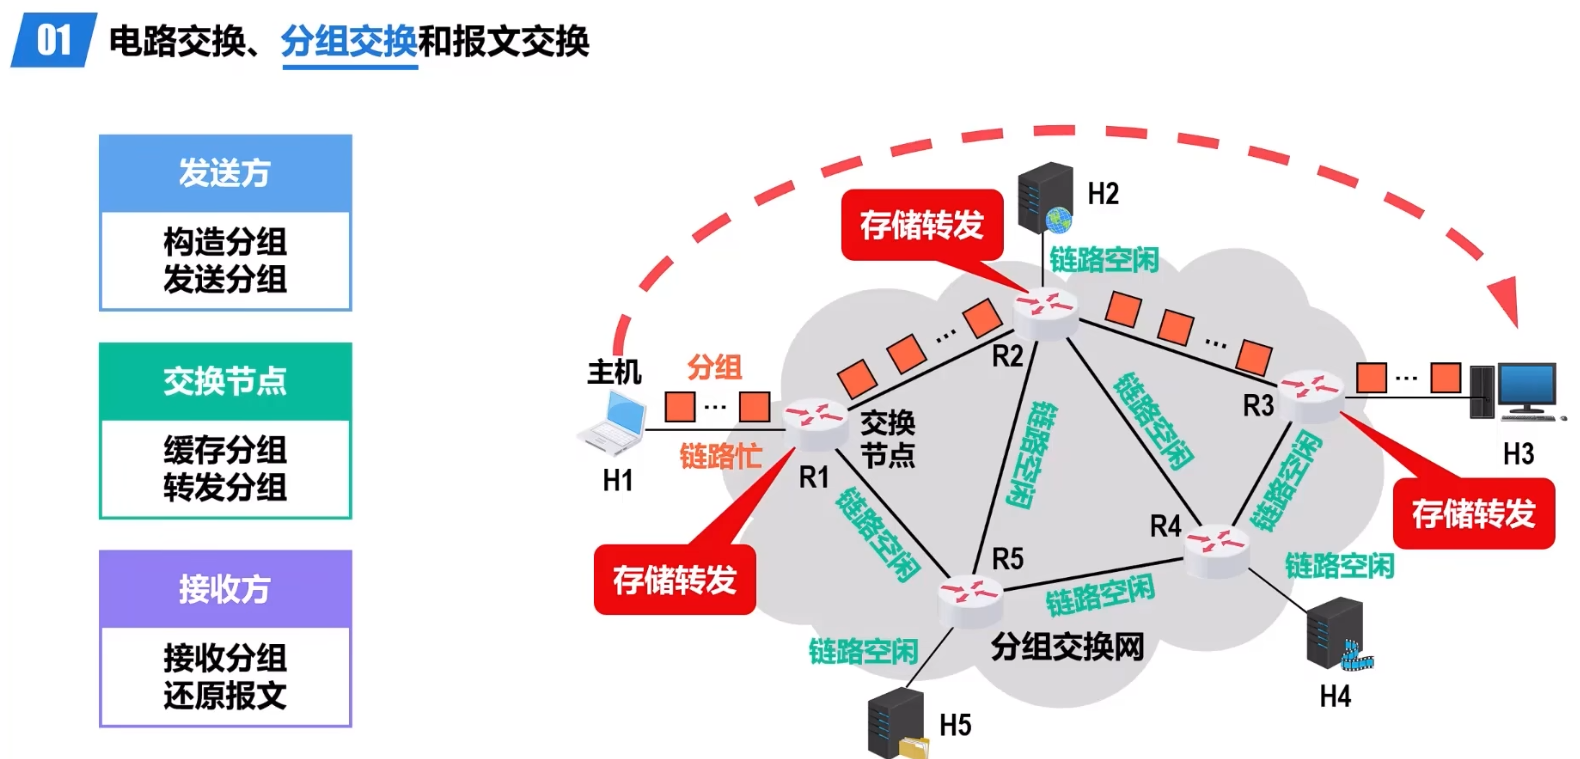 01 电路交换、分组交换和报文交换
发送方
构造分组
发送分组
交换节点
缓存分组
转发分组
接收方
接收分组
还原报文
H2
存储转发
链路空闲
R2
主机
分组
...
...
...
...
R3
H1
链路忙
R1
交换
节点
链路空闲
链路空闲
链路空闲
链路空闲
H3
存储转发
存储转发
R4
R5
链路空闲
链路空闲
链路空闲
分组交换网
H4
H5